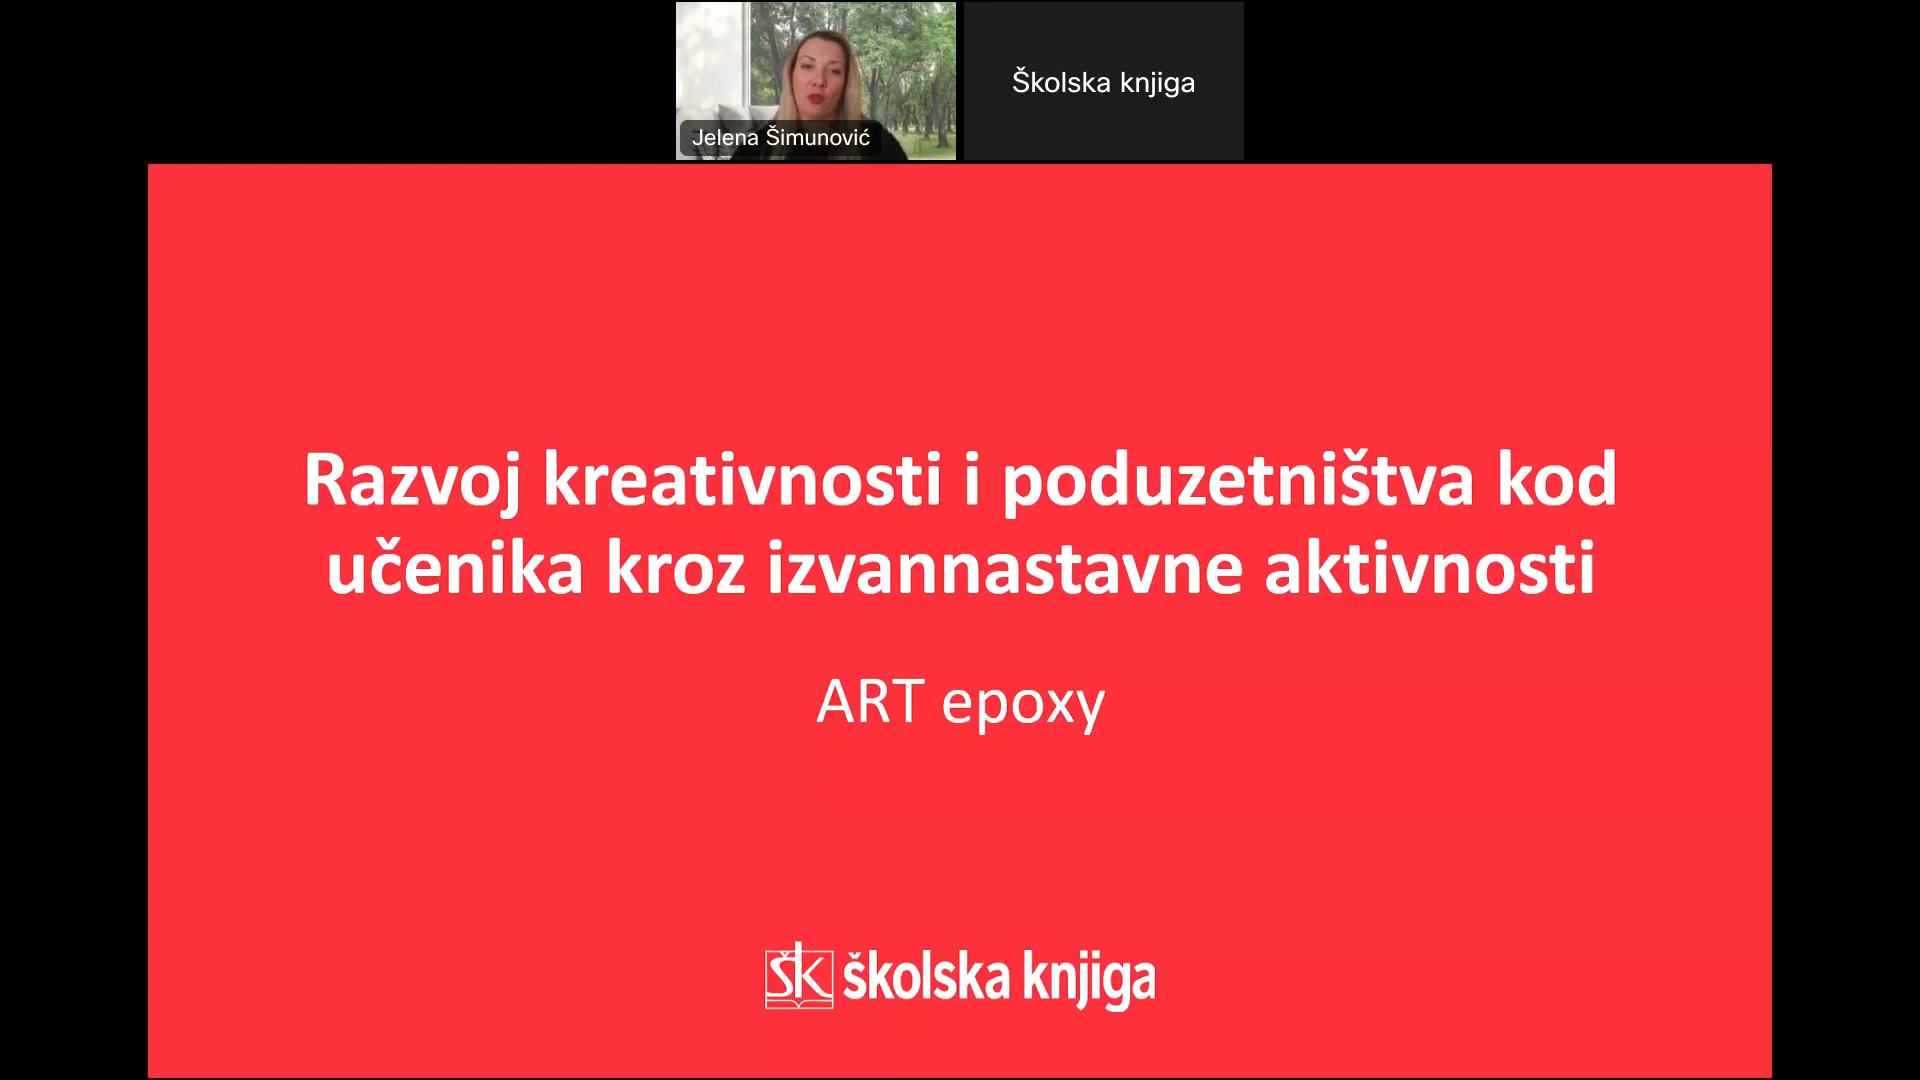 Jelena Šimunović
Školska knjiga
Razvoj kreativnosti i poduzetništva kod
učenika kroz izvannastavne aktivnosti
ART epoxy
ŠK školska knjiga